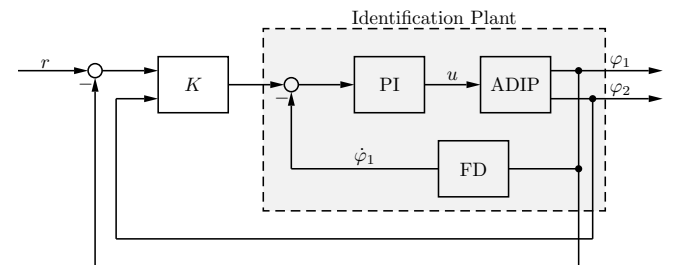 Identification Plant
r
−
K
−
PI
u
ADIP
φ₁
φ₂
φ̇₁
FD